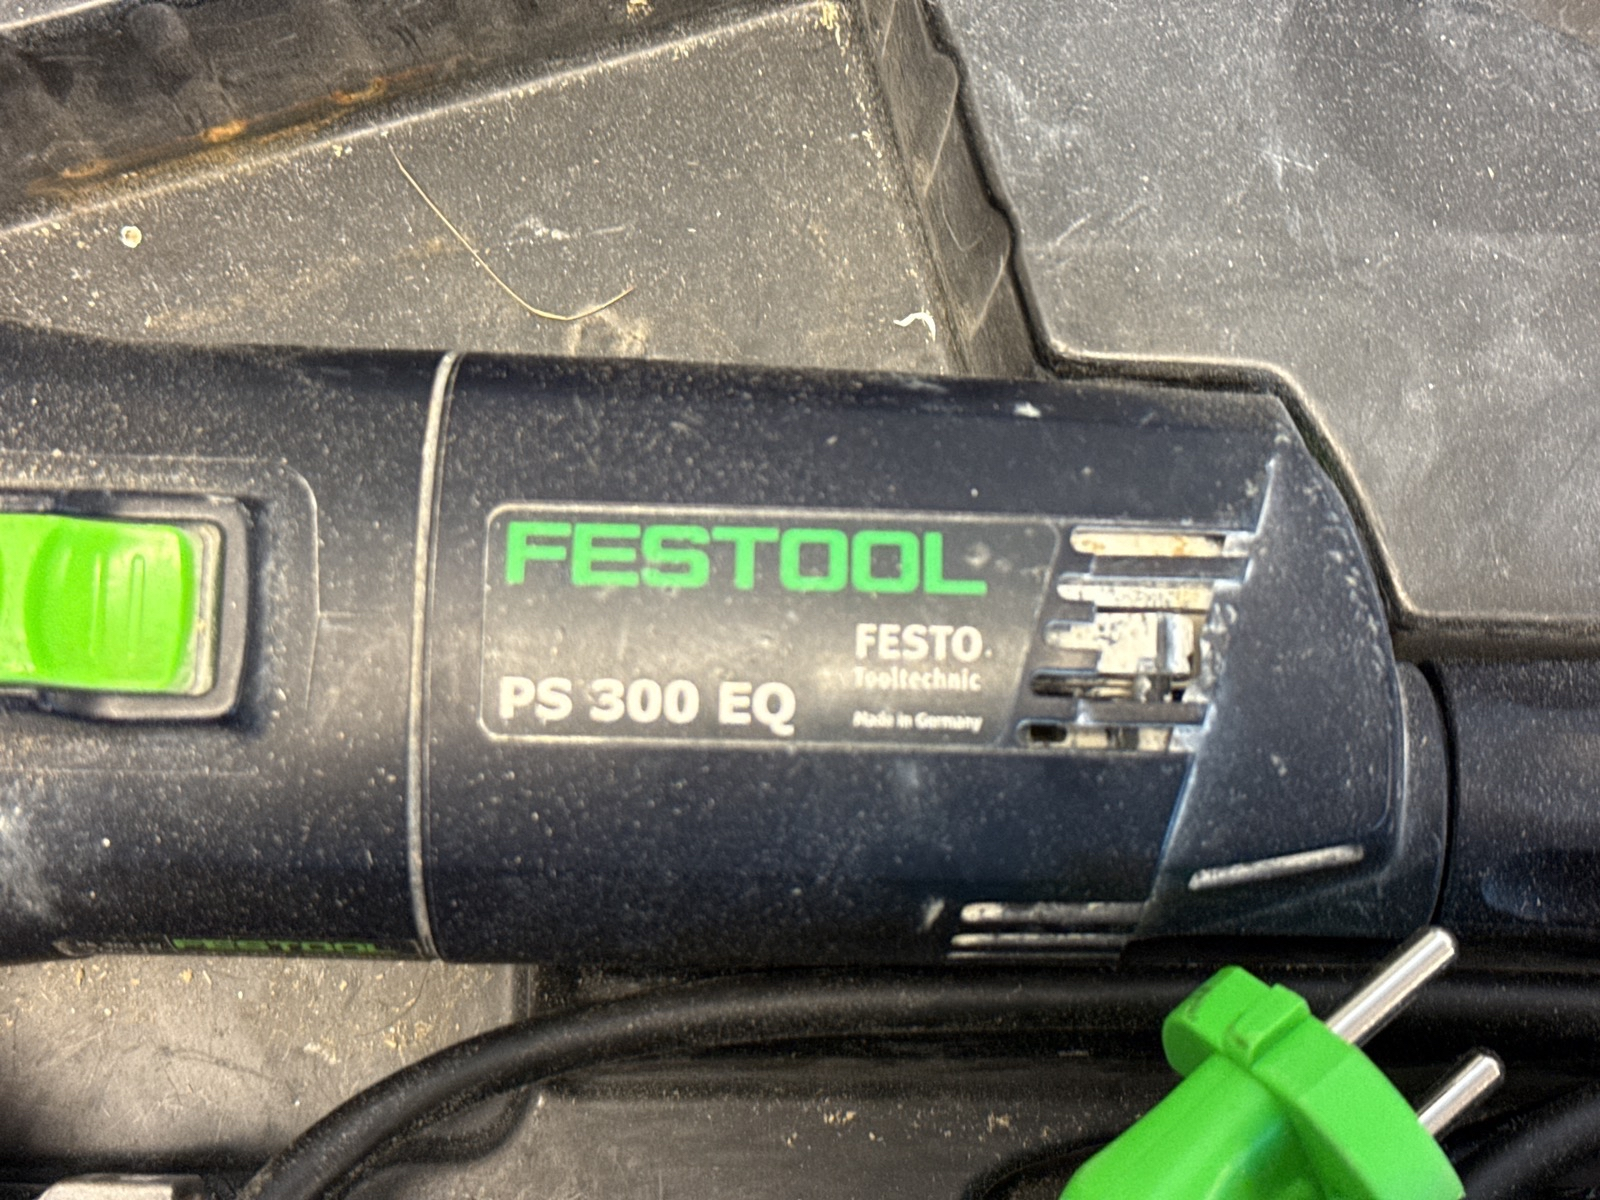 FESTOOL
FESTO
Tooltechnic
PS 300 EQ
Made in Germany
FESTOOL